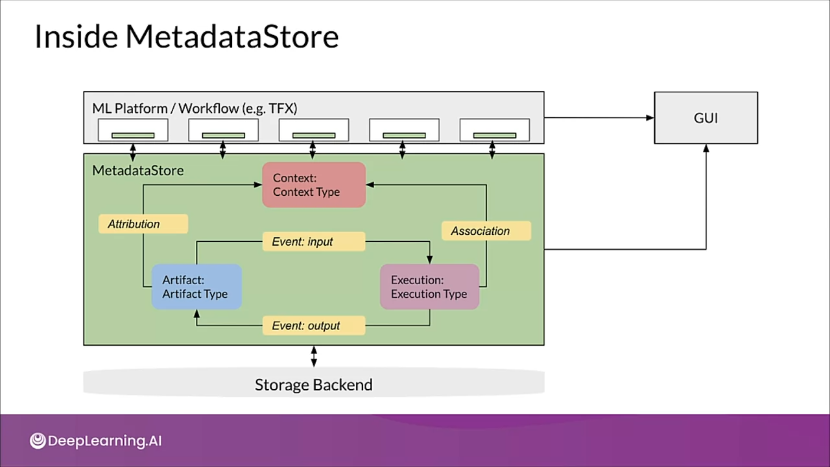 Inside MetadataStore
ML Platform / Workflow (e.g. TFX)
GUI
MetadataStore
Context:
Context Type
Attribution
Association
Event: input
Artifact:
Artifact Type
Execution:
Execution Type
Event: output
Storage Backend
DeepLearning.AI